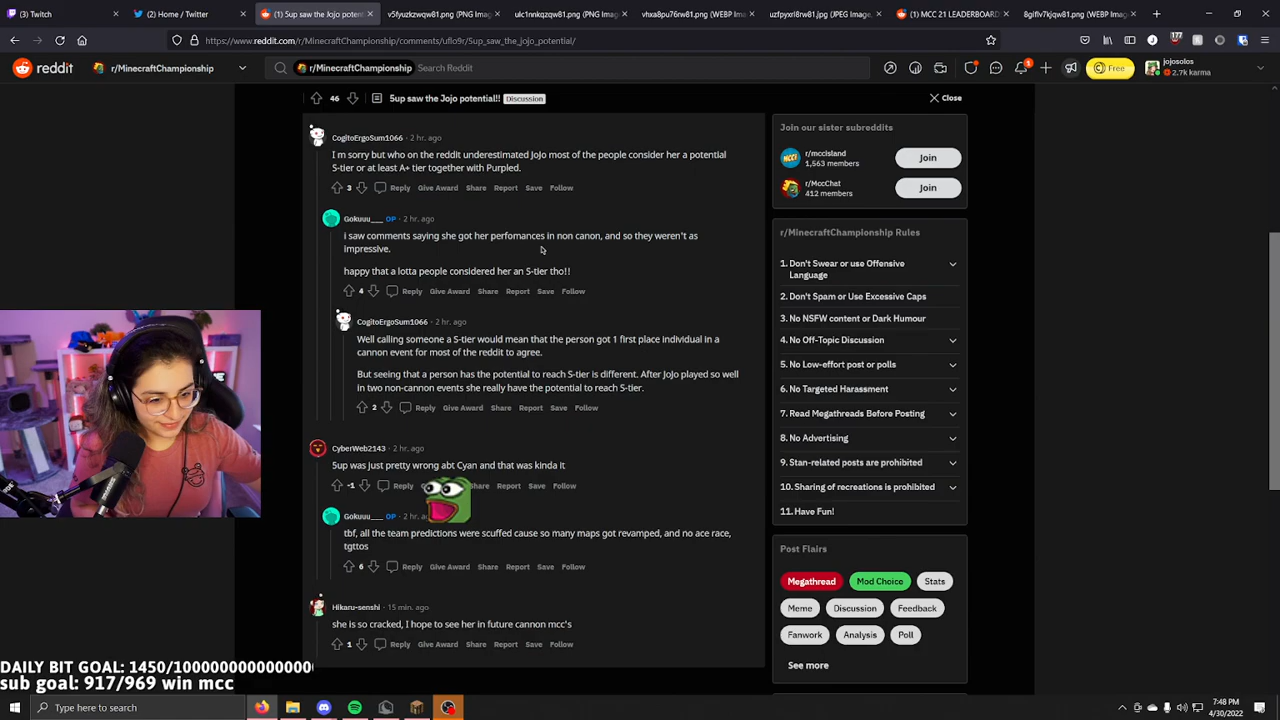 (3) Twitch
(2) Home / Twitter
(1) 5up saw the Jojo poten
v5fyuzkzwqw81.png (PNG Imag
ulc1nnkqzqw81.png (PNG Im
vhxa8pu76rw81.png (WEBP Im
uzfpyxrl8rw81.jpg (JPEG Image,
(1) MCC 21 LEADERBOARD
8giflv7kjqw81.png (WEBP Imag
https://www.reddit.com/r/MinecraftChampionship/comments/uflo9r/5up_saw_the_jojo_potential/
177
reddit
r/MinecraftChampionship
r/MinecraftChampionship
Search Reddit
1
Free
jojosolos
2.7k karma
46
5up saw the Jojo potential!!
Discussion
Close
CogitoErgoSum1066 · 2 hr. ago
I m sorry but who on the reddit underestimated JoJo most of the people consider her a potential
S-tier or at least A+ tier together with Purpled.
3 Reply Give Award Share Report Save Follow
Gokuuu___ OP · 2 hr. ago
i saw comments saying she got her perfomances in non canon, and so they weren't as
impressive.
happy that a lotta people considered her an S-tier tho!!
4 Reply Give Award Share Report Save Follow
CogitoErgoSum1066 · 2 hr. ago
Well calling someone a S-tier would mean that the person got 1 first place individual in a
cannon event for most of the reddit to agree.
But seeing that a person has the potential to reach S-tier is different. After JoJo played so well
in two non-cannon events she really have the potential to reach S-tier.
2 Reply Give Award Share Report Save Follow
CyberWeb2143 · 2 hr. ago
5up was just pretty wrong abt Cyan and that was kinda it
-1 Reply Share Report Save Follow
Gokuuu___ OP · 2 hr.
tbf, all the team predictions were scuffed cause so many maps got revamped, and no ace race,
tgttos
6 Reply Give Award Share Report Save Follow
Hikaru-senshi · 15 min. ago
she is so cracked, I hope to see her in future cannon mcc's
1 Reply Give Award Share Report Save Follow
Join our sister subreddits
r/mccisland
1,563 members
Join
r/MccChat
412 members
Join
r/MinecraftChampionship Rules
1. Don't Swear or use Offensive
Language
2. Don't Spam or Use Excessive Caps
3. No NSFW content or Dark Humour
4. No Off-Topic Discussion
5. No Low-effort post or polls
6. No Targeted Harassment
7. Read Megathreads Before Posting
8. No Advertising
9. Stan-related posts are prohibited
10. Sharing of recreations is prohibited
11. Have Fun!
Post Flairs
Megathread Mod Choice Stats
Meme Discussion Feedback
Fanwork Analysis Poll
See more
DAILY BIT GOAL: 1450/
sub goal: 917/969 win mcc
Type here to search
7:48 PM
4/30/2022